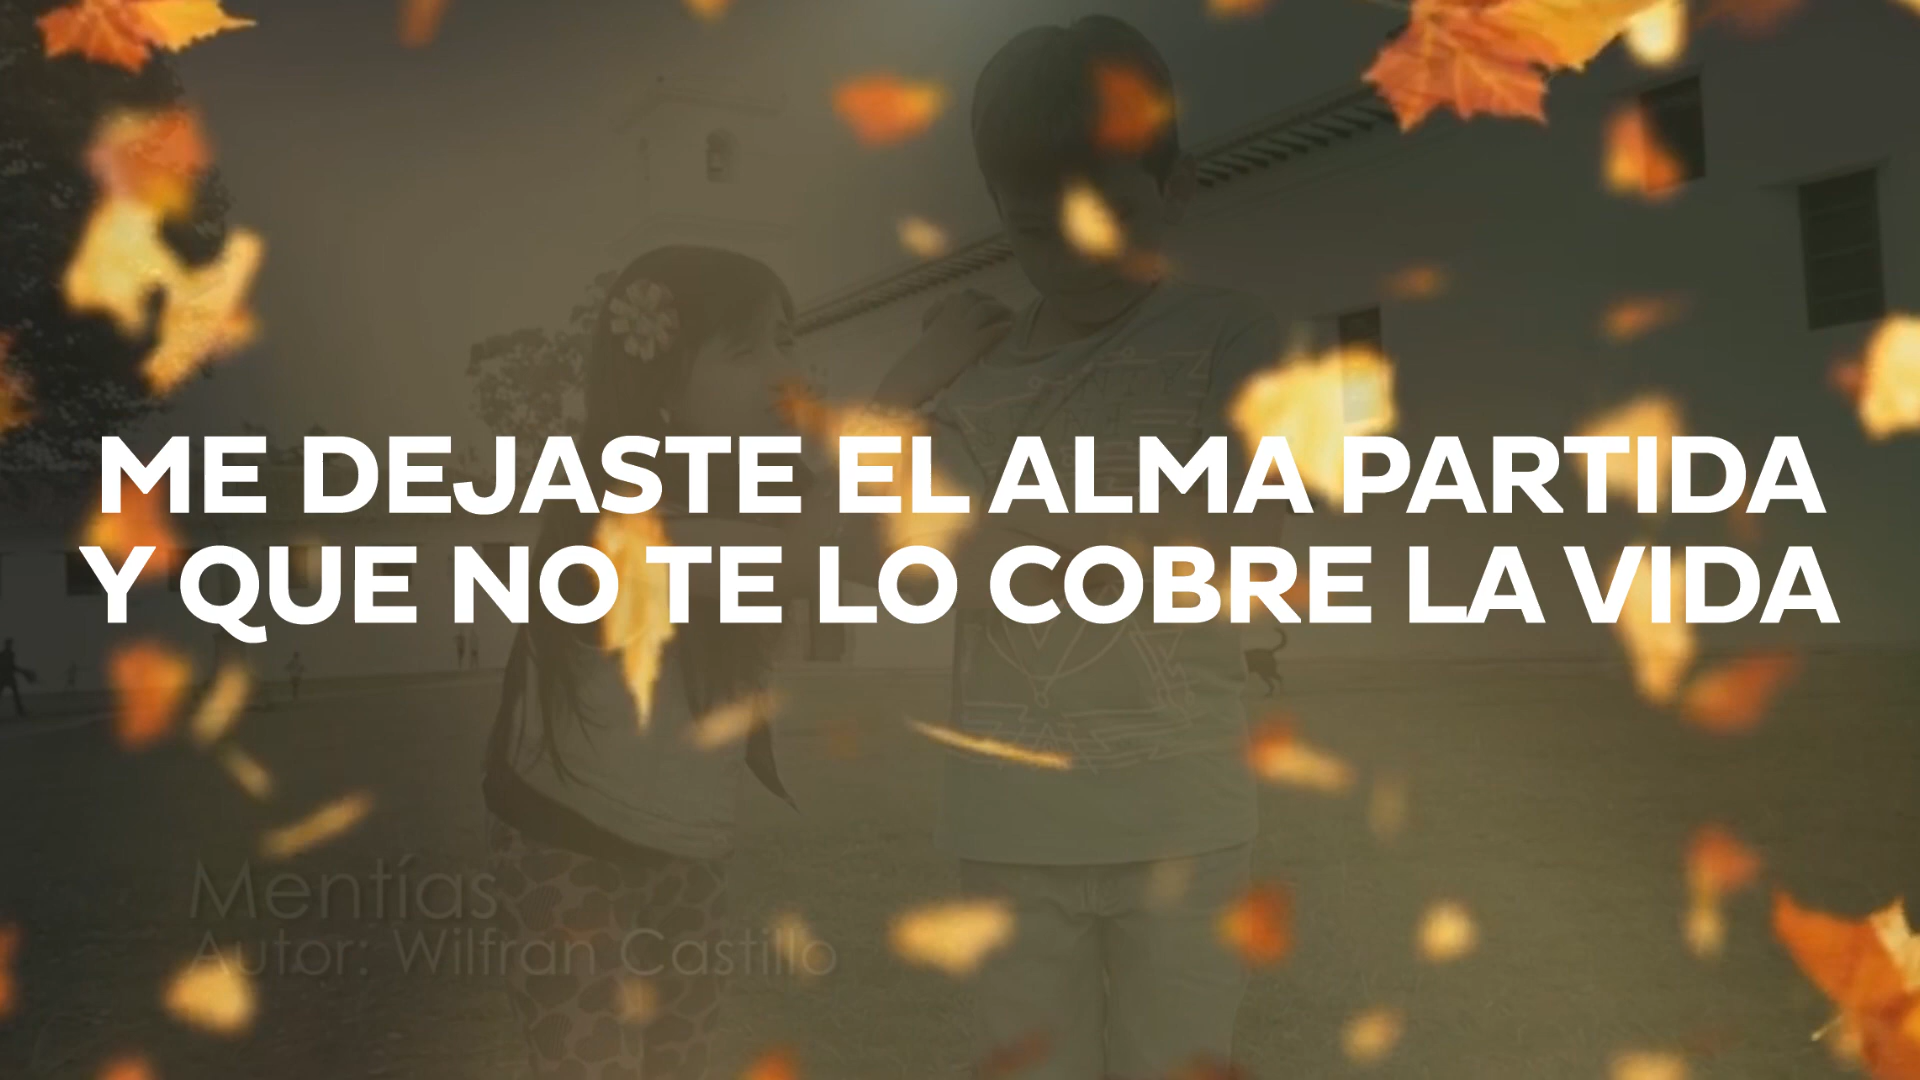 ME DEJASTE EL ALMA PARTIDA
Y QUE NO TE LO COBRE LA VIDA
Mentías
Autor: Wilfran Castillo